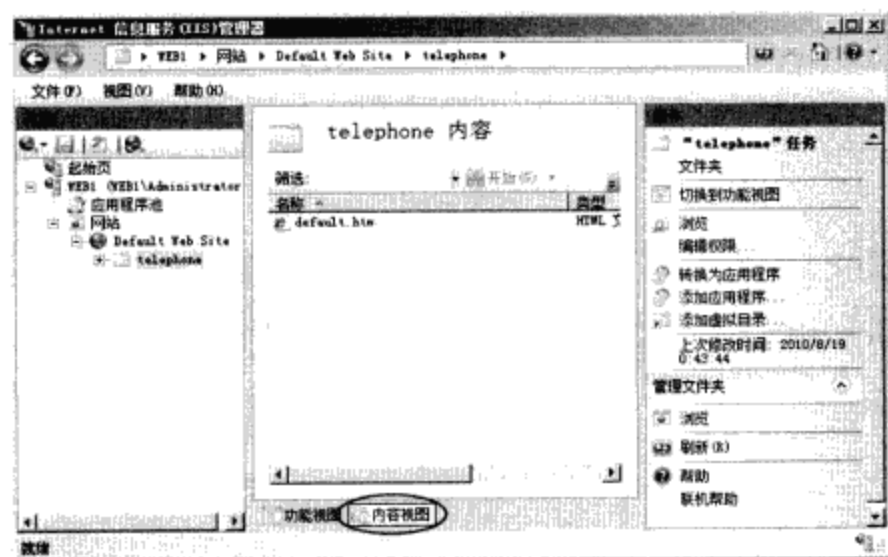 Internet 信息服务(IIS)管理器
WEB1 网站 Default Web Site telephone
文件(F) 视图(V) 帮助(H)
起始页
WEB1 (WEB1\Administrator
应用程序池
网站
Default Web Site
telephone
telephone 内容
筛选:
开始(G)
名称
类型
default.htm
HTML
功能视图
内容视图
"telephone"任务
文件夹
切换到功能视图
浏览
编辑权限...
转换为应用程序
添加应用程序...
添加虚拟目录...
上次修改时间: 2010/8/19
0:43:44
管理文件夹
浏览
刷新(R)
帮助
联机帮助
就绪